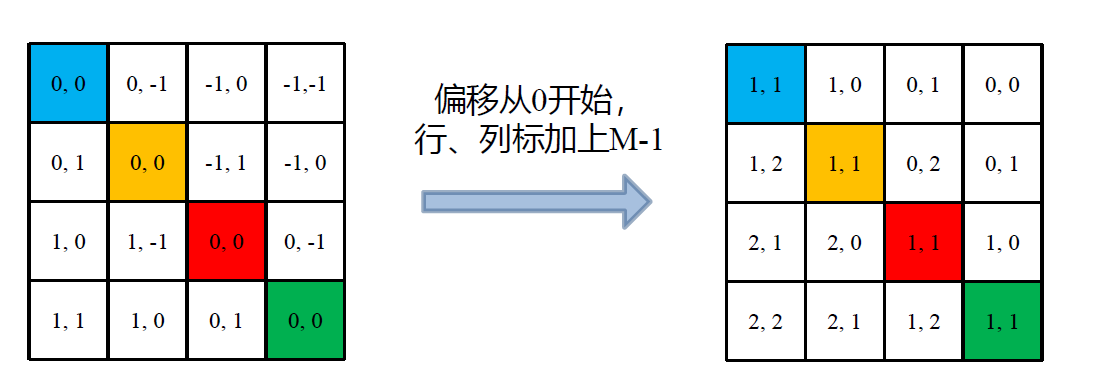 0, 0 0, -1 -1, 0 -1,-1
0, 1 0, 0 -1, 1 -1, 0
1, 0 1, -1 0, 0 0, -1
1, 1 1, 0 0, 1 0, 0
偏移从0开始，
行、列标加上M-1
1, 1 1, 0 0, 1 0, 0
1, 2 1, 1 0, 2 0, 1
2, 1 2, 0 1, 1 1, 0
2, 2 2, 1 1, 2 1, 1